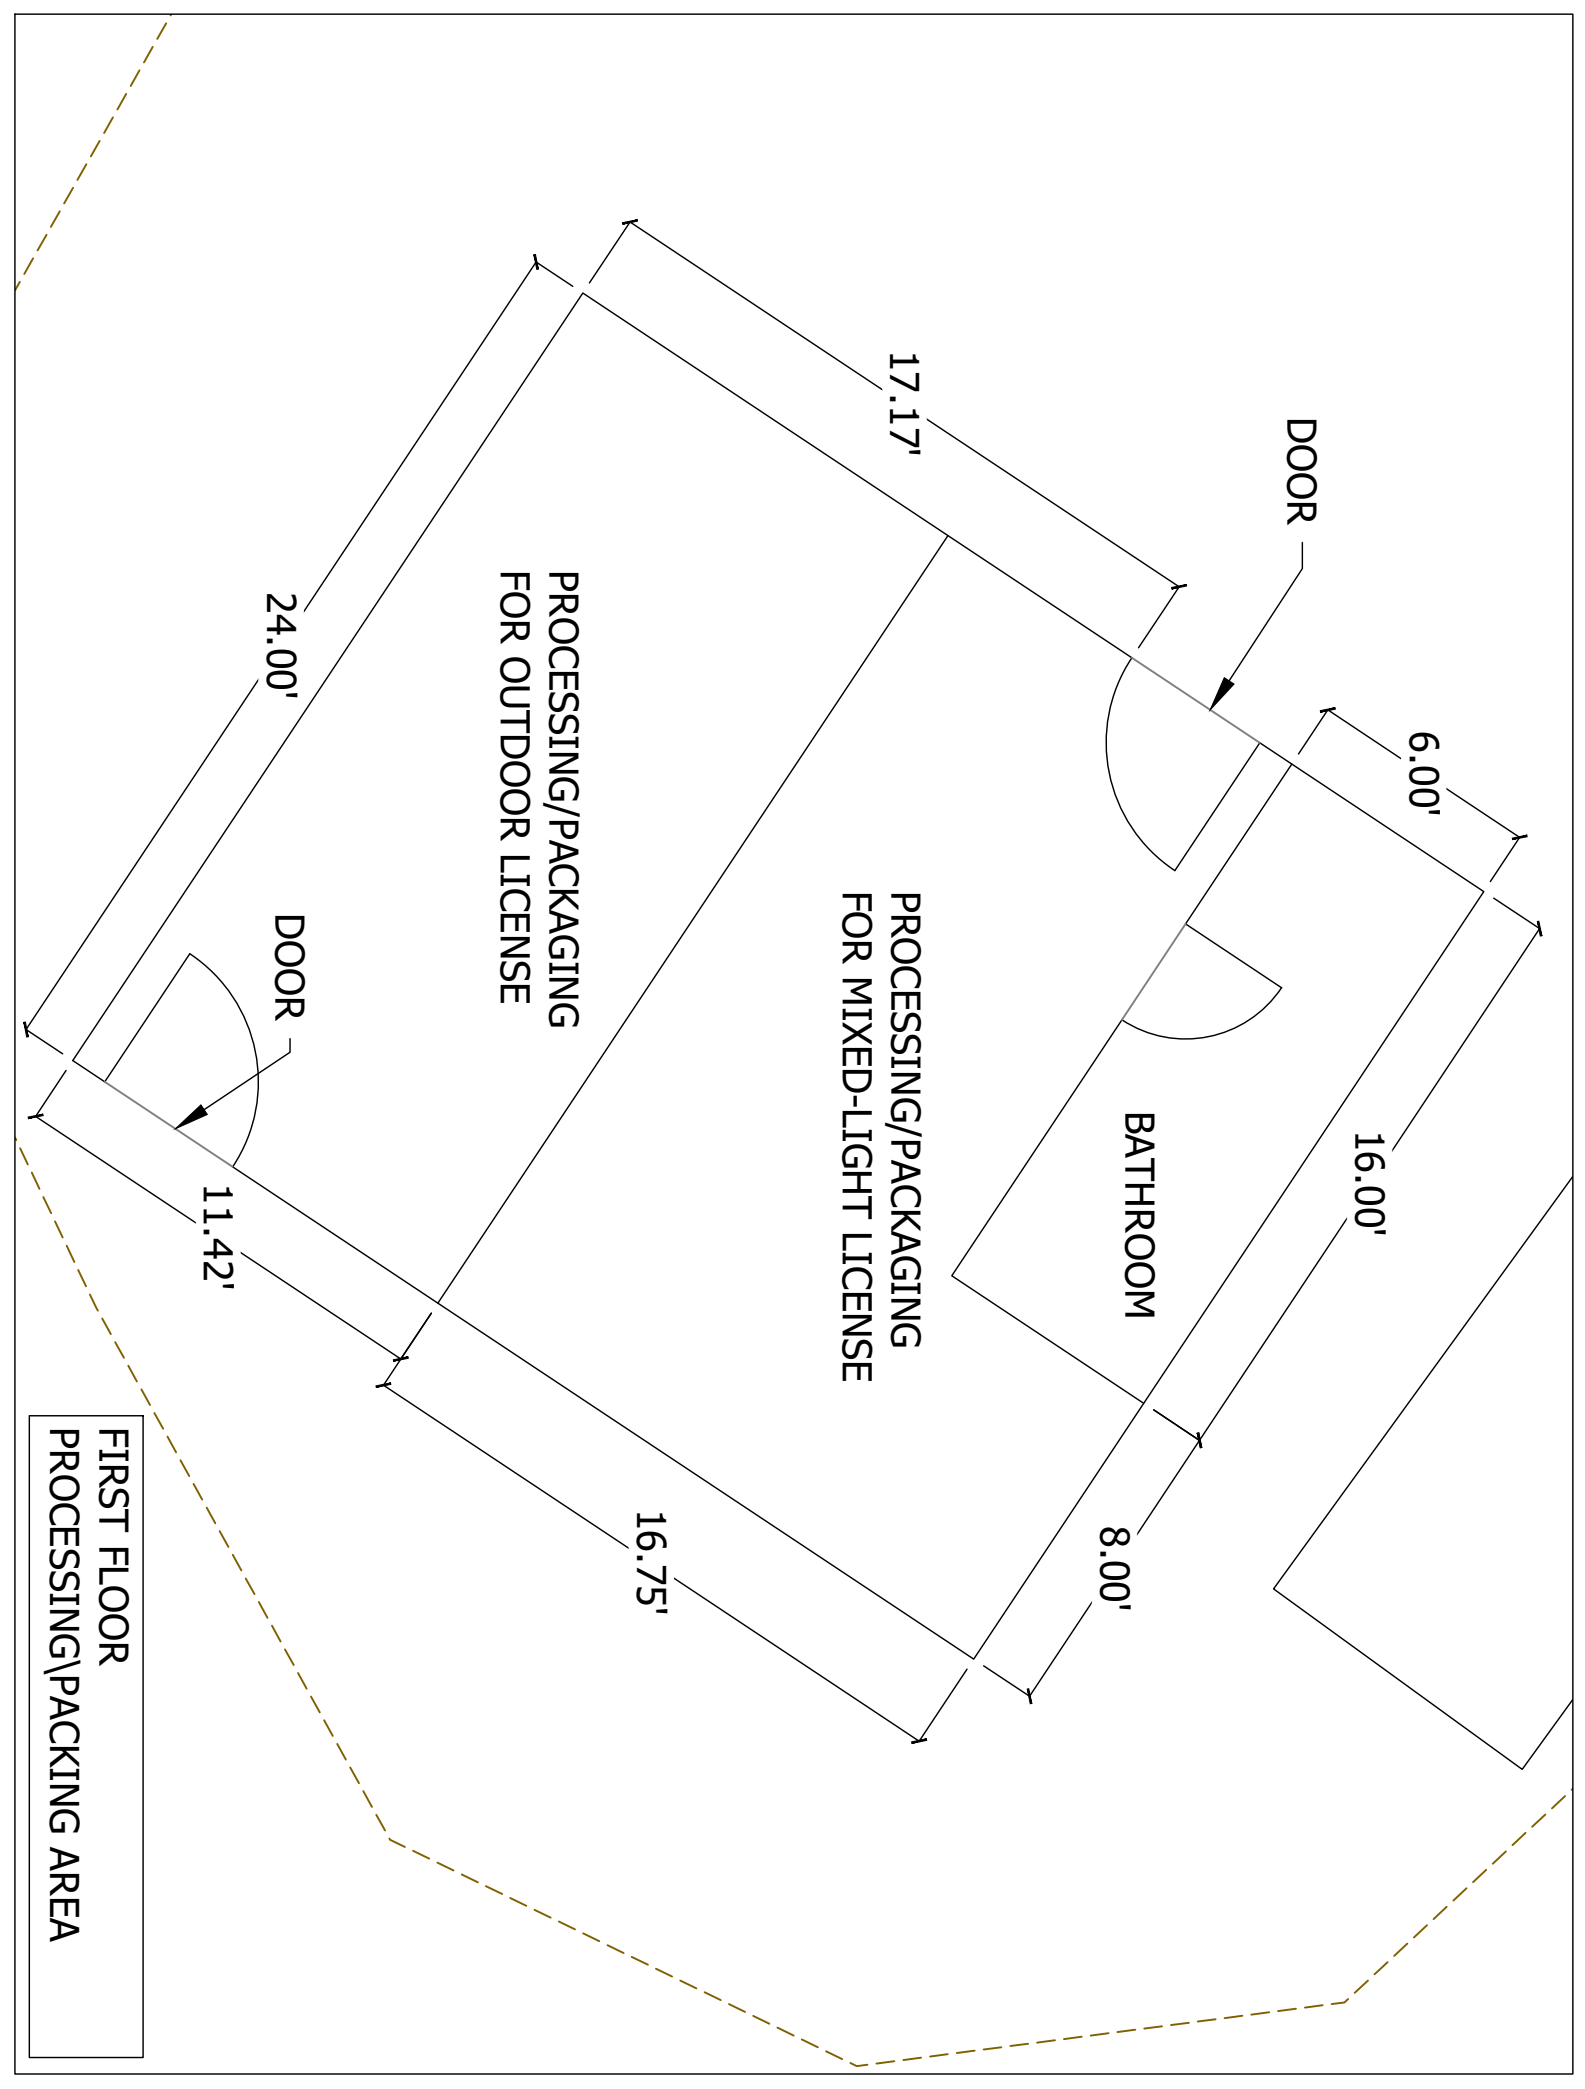 DOOR
6.00'
17.17'
16.00'
BATHROOM
8.00'
PROCESSING/PACKAGING
FOR MIXED-LIGHT LICENSE
PROCESSING/PACKAGING
FOR OUTDOOR LICENSE
16.75'
24.00'
DOOR
11.42'
FIRST FLOOR
PROCESSING\PACKING AREA